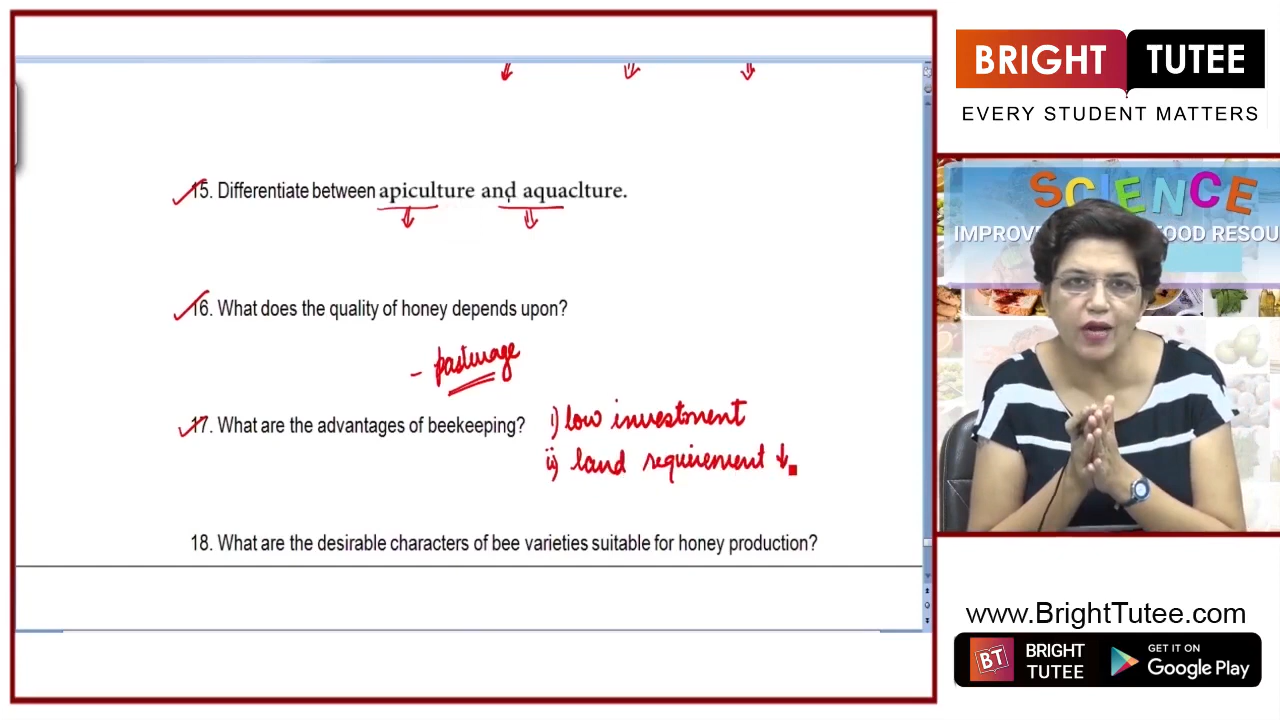 BRIGHT TUTEE
EVERY STUDENT MATTERS
15. Differentiate between apiculture and aquaclture.
SCIENCE
IMPROVE FOOD RESOU
16. What does the quality of honey depends upon?
- pasturage
17. What are the advantages of beekeeping?
i) low investment
ii) land requirement ↓
18. What are the desirable characters of bee varieties suitable for honey production?
www.BrightTutee.com
BT BRIGHT TUTEE
GET IT ON
Google Play